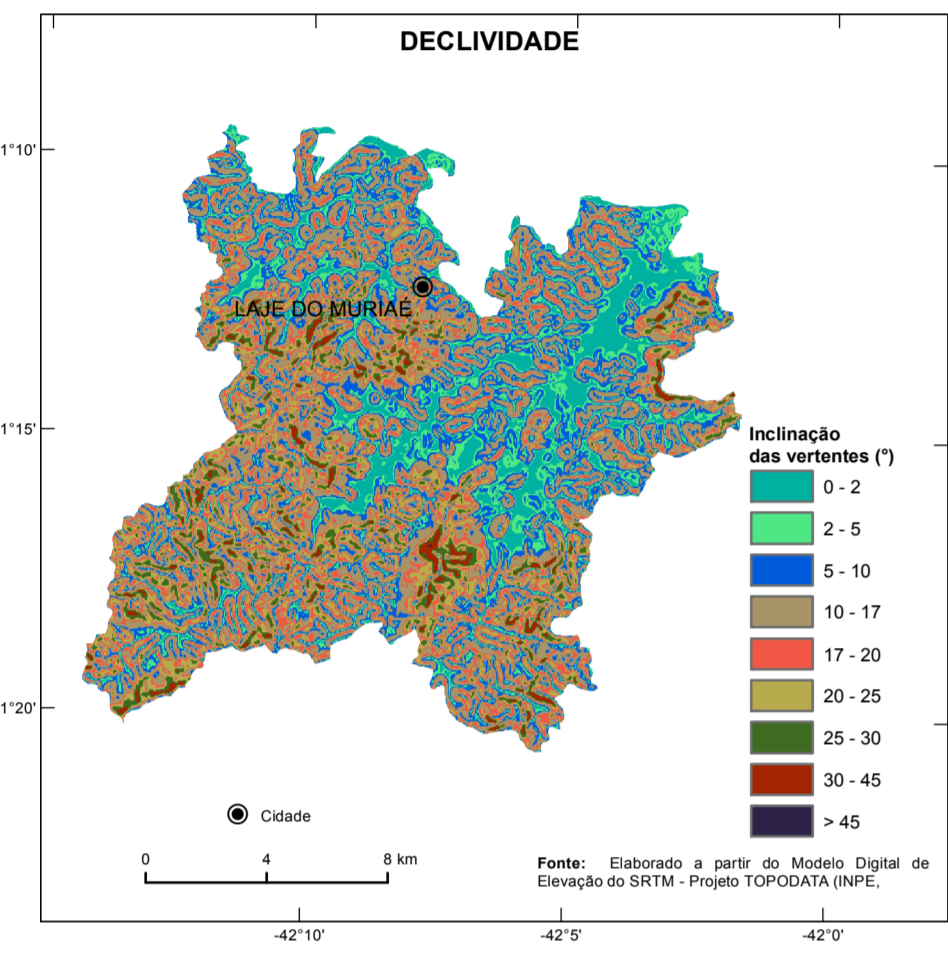 DECLIVIDADE
1°10'
LAJE DO MURIAÉ
1°15'
Inclinação
das vertentes (°)
0 - 2
2 - 5
5 - 10
10 - 17
17 - 20
20 - 25
25 - 30
30 - 45
> 45
1°20'
Cidade
0 4 8 km
Fonte: Elaborado a partir do Modelo Digital de
Elevação do SRTM - Projeto TOPODATA (INPE,
-42°10' -42°5' -42°0'